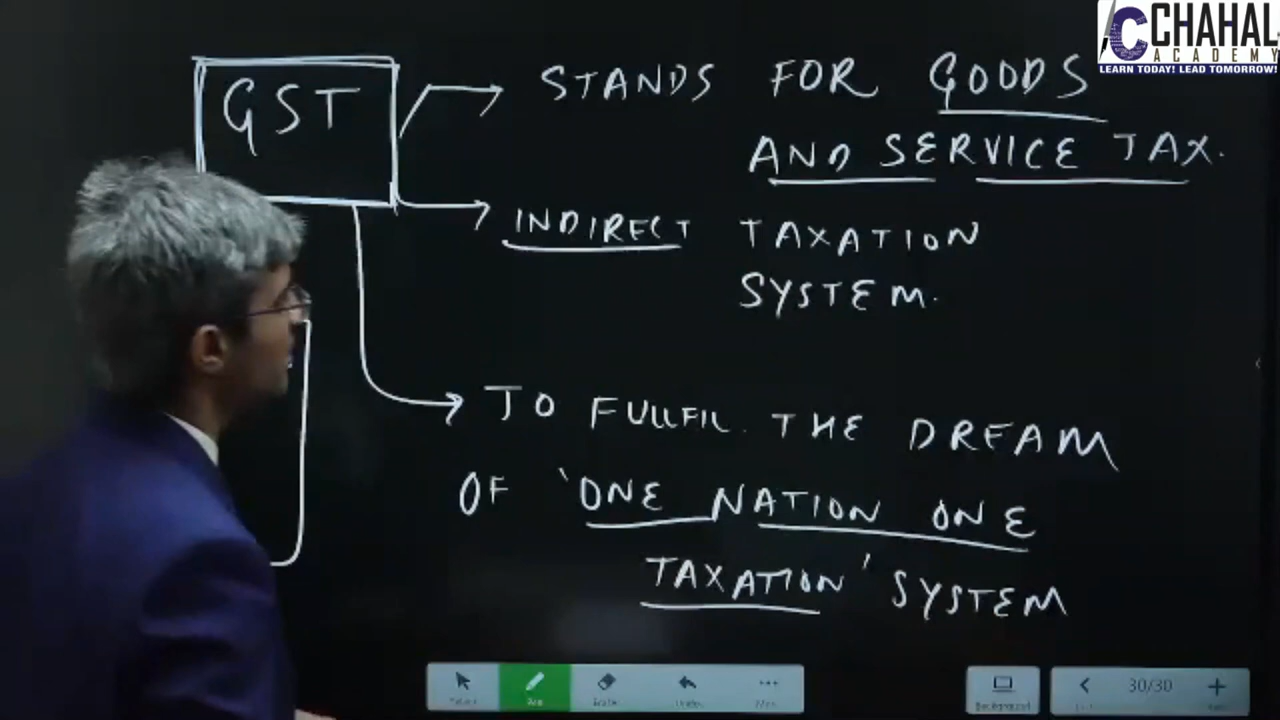 CHAHAL
ACADEMY
LEARN TODAY! LEAD TOMORROW!
GST
STANDS FOR GOODS
AND SERVICE TAX.
INDIRECT TAXATION
SYSTEM.
TO FULLFIL THE DREAM
OF 'ONE NATION ONE
TAXATION' SYSTEM
Background
30/30